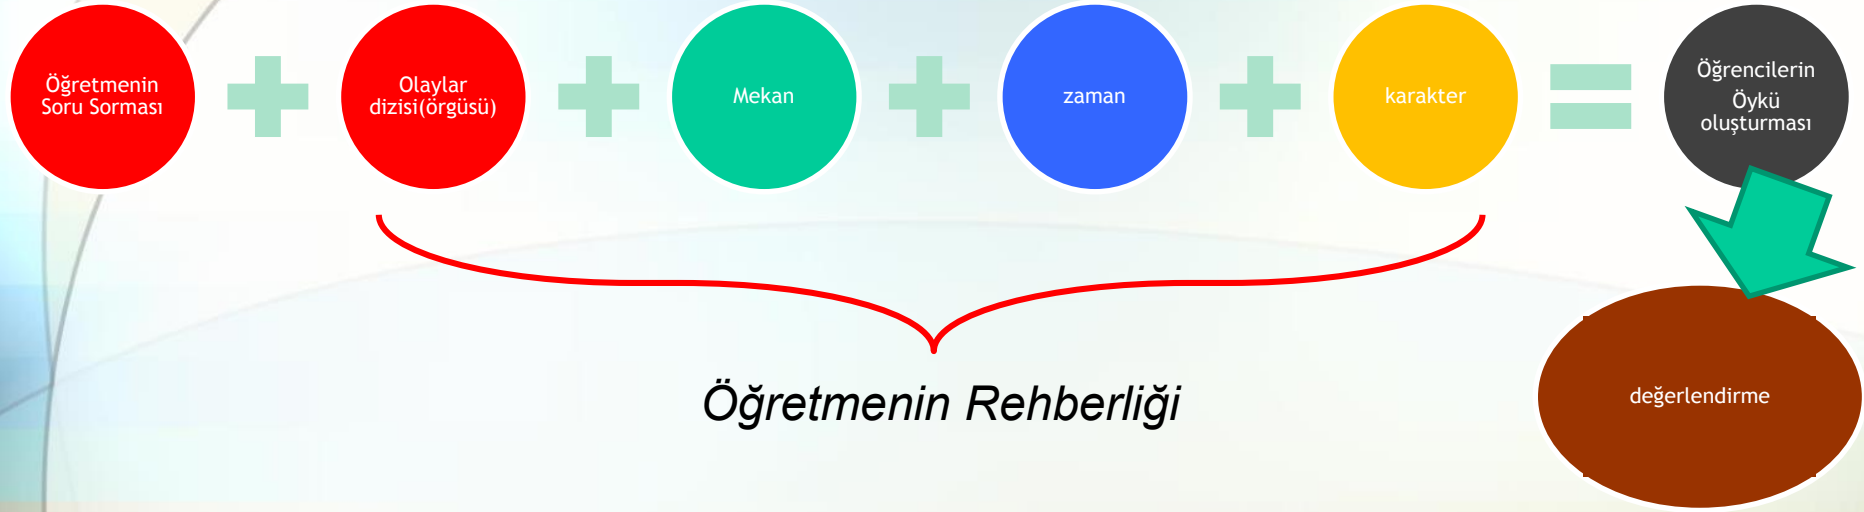 Öğretmenin
Soru Sorması
Olaylar
dizisi(örgüsü)
Mekan
zaman
karakter
Öğrencilerin
Öykü
oluşturması
Öğretmenin Rehberliği
değerlendirme